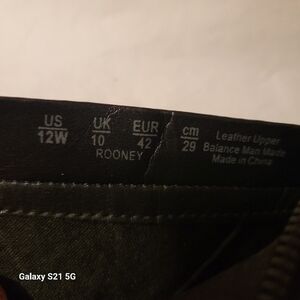 US UK EUR cm Leather Upper
12W 10 42 29 Balance Man Made
ROONEY Made in China
Galaxy S21 5G